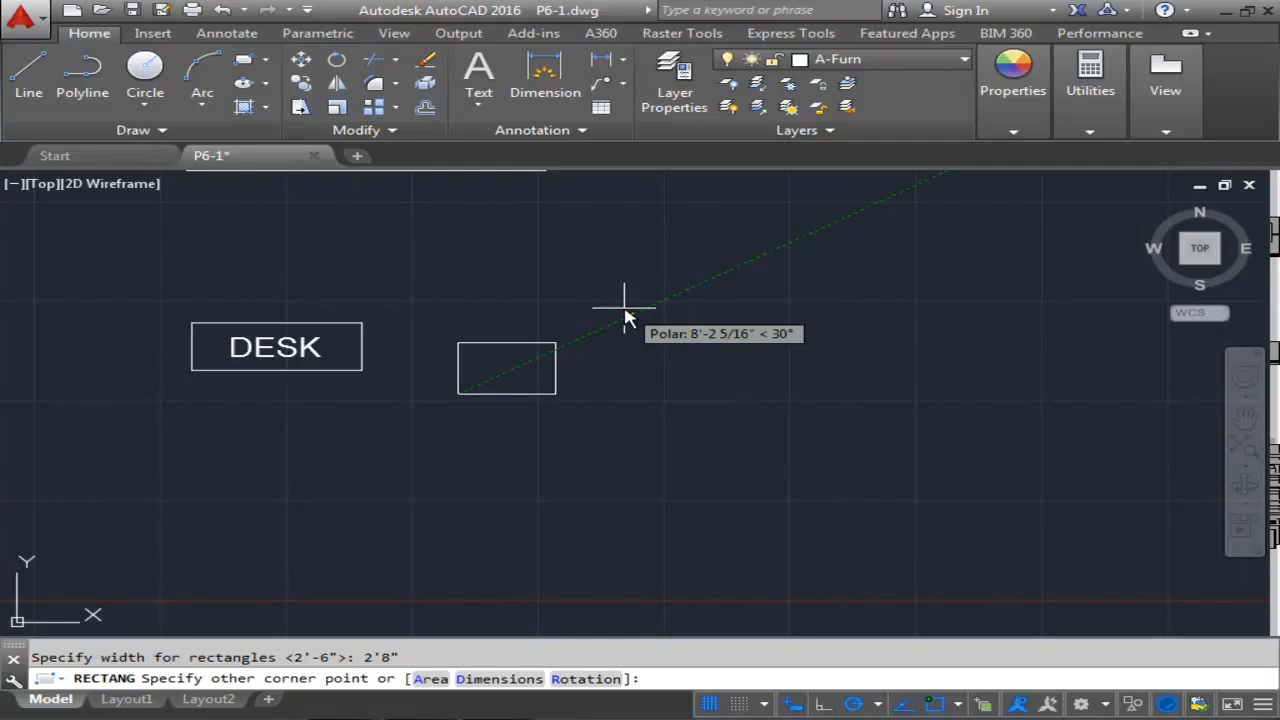 Autodesk AutoCAD 2016 P6-1.dwg
Type a keyword or phrase
Sign In
Home Insert Annotate Parametric View Output Add-ins A360 Raster Tools Express Tools Featured Apps BIM 360 Performance
Line Polyline Circle Arc
Text Dimension
Layer
Properties
A-Furn
Properties Utilities View
Draw Modify Annotation Layers
Start P6-1*
[−][Top][2D Wireframe]
N
W TOP E
S
WCS
Polar: 8'-2 5/16" < 30°
DESK
Y
X
Specify width for rectangles <2'-6">: 2'8"
RECTANG Specify other corner point or [Area Dimensions Rotation]:
Model Layout1 Layout2